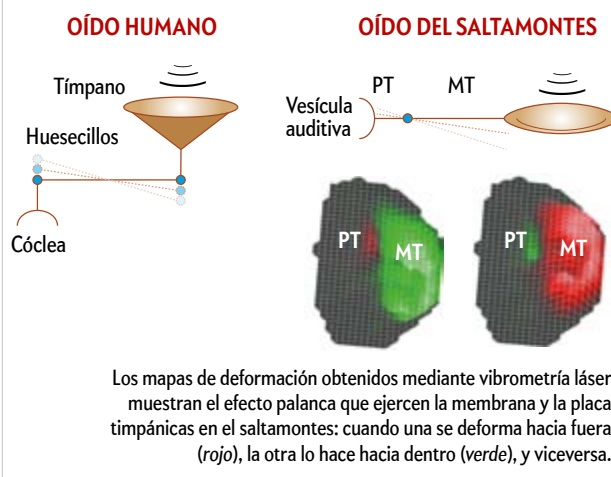 OÍDO HUMANO
Tímpano
Huesecillos
Cóclea
OÍDO DEL SALTAMONTES
PT MT
Vesícula
auditiva
PT MT
PT MT
Los mapas de deformación obtenidos mediante vibrometría láser
muestran el efecto palanca que ejercen la membrana y la placa
timpánicas en el saltamontes: cuando una se deforma hacia fuera
(rojo), la otra lo hace hacia dentro (verde), y viceversa.